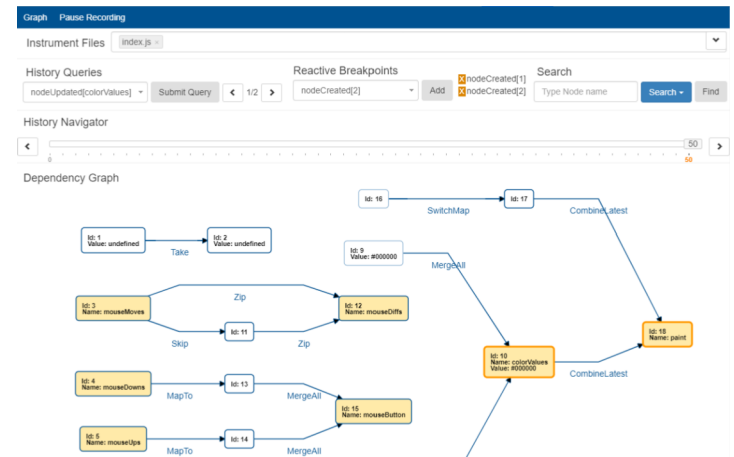 Graph Pause Recording
Instrument Files index.js ×
History Queries
nodeUpdated[colorValues] Submit Query 1/2
Reactive Breakpoints
nodeCreated[2] Add
X nodeCreated[1]
X nodeCreated[2]
Search
Type Node name Search Find
History Navigator
50
0
50
Dependency Graph
Id: 16
SwitchMap
Id: 17
CombineLatest
Id: 1
Value: undefined
Take
Id: 2
Value: undefined
Id: 9
Value: #000000
MergeAll
Id: 3
Name: mouseMoves
Zip
Skip
Id: 11
Zip
Id: 12
Name: mouseDiffs
Id: 18
Name: paint
Id: 10
Name: colorValues
Value: #000000
CombineLatest
Id: 4
Name: mouseDowns
MapTo
Id: 13
MergeAll
Id: 15
Name: mouseButton
Id: 5
Name: mouseUps
MapTo
Id: 14
MergeAll